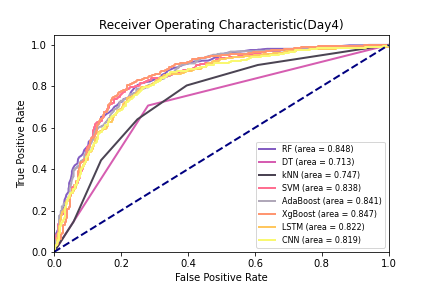 Receiver Operating Characteristic(Day4)
1.0
0.8
0.6
0.4
0.2
0.0
True Positive Rate
RF (area = 0.848)
DT (area = 0.713)
kNN (area = 0.747)
SVM (area = 0.838)
AdaBoost (area = 0.841)
XgBoost (area = 0.847)
LSTM (area = 0.822)
CNN (area = 0.819)
0.0 0.2 0.4 0.6 0.8 1.0
False Positive Rate